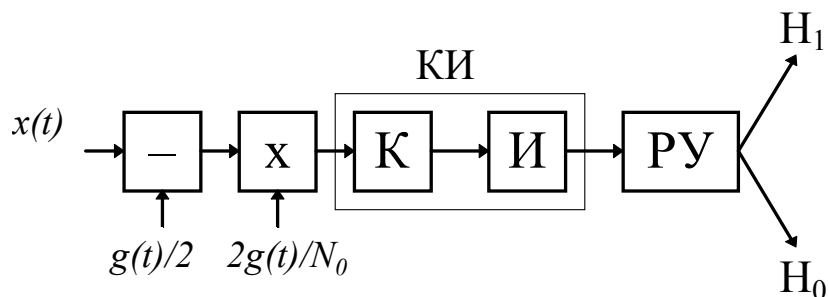 H₁
КИ
x(t)
–
x
К
И
РУ
g(t)/2
2g(t)/N₀
H₀